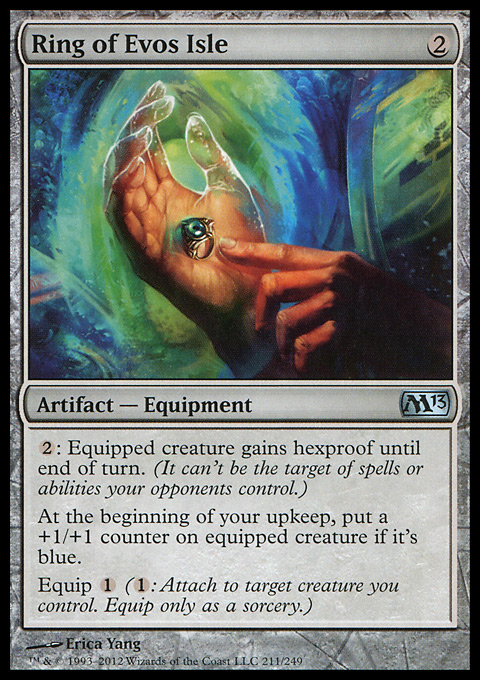 Ring of Evos Isle 2
Artifact — Equipment M13
2: Equipped creature gains hexproof until
end of turn. (It can't be the target of spells or
abilities your opponents control.)
At the beginning of your upkeep, put a
+1/+1 counter on equipped creature if it's
blue.
Equip 1 (1: Attach to target creature you
control. Equip only as a sorcery.)
Erica Yang
™ & © 1993–2012 Wizards of the Coast LLC 211/249